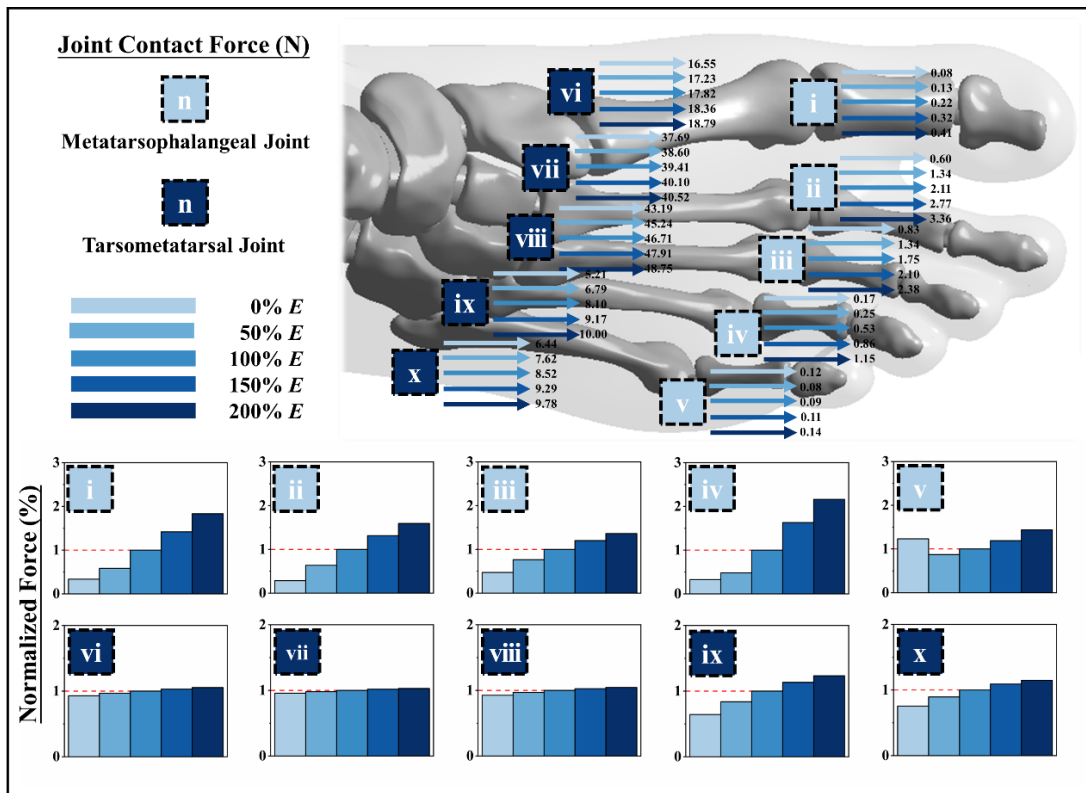 Joint Contact Force (N)
n
Metatarsophalangeal Joint
n
Tarsometatarsal Joint
0% E
50% E
100% E
150% E
200% E
vi
16.55
17.23
17.82
18.36
18.79
i
0.08
0.13
0.22
0.32
0.41
vii
37.69
38.60
39.41
40.10
40.52
ii
0.60
1.34
2.11
2.77
3.36
viii
43.19
45.24
46.71
47.91
48.75
iii
0.83
1.34
1.75
2.10
2.38
ix
5.21
6.79
8.10
9.17
10.00
iv
0.17
0.25
0.53
0.86
1.15
x
6.44
7.62
8.52
9.29
9.78
v
0.12
0.08
0.09
0.11
0.14
Normalized Force (%)
3
2
1
0
i
3
2
1
0
ii
3
2
1
0
iii
3
2
1
0
iv
3
2
1
0
v
2
1
0
vi
2
1
0
vii
2
1
0
viii
2
1
0
ix
2
1
0
x